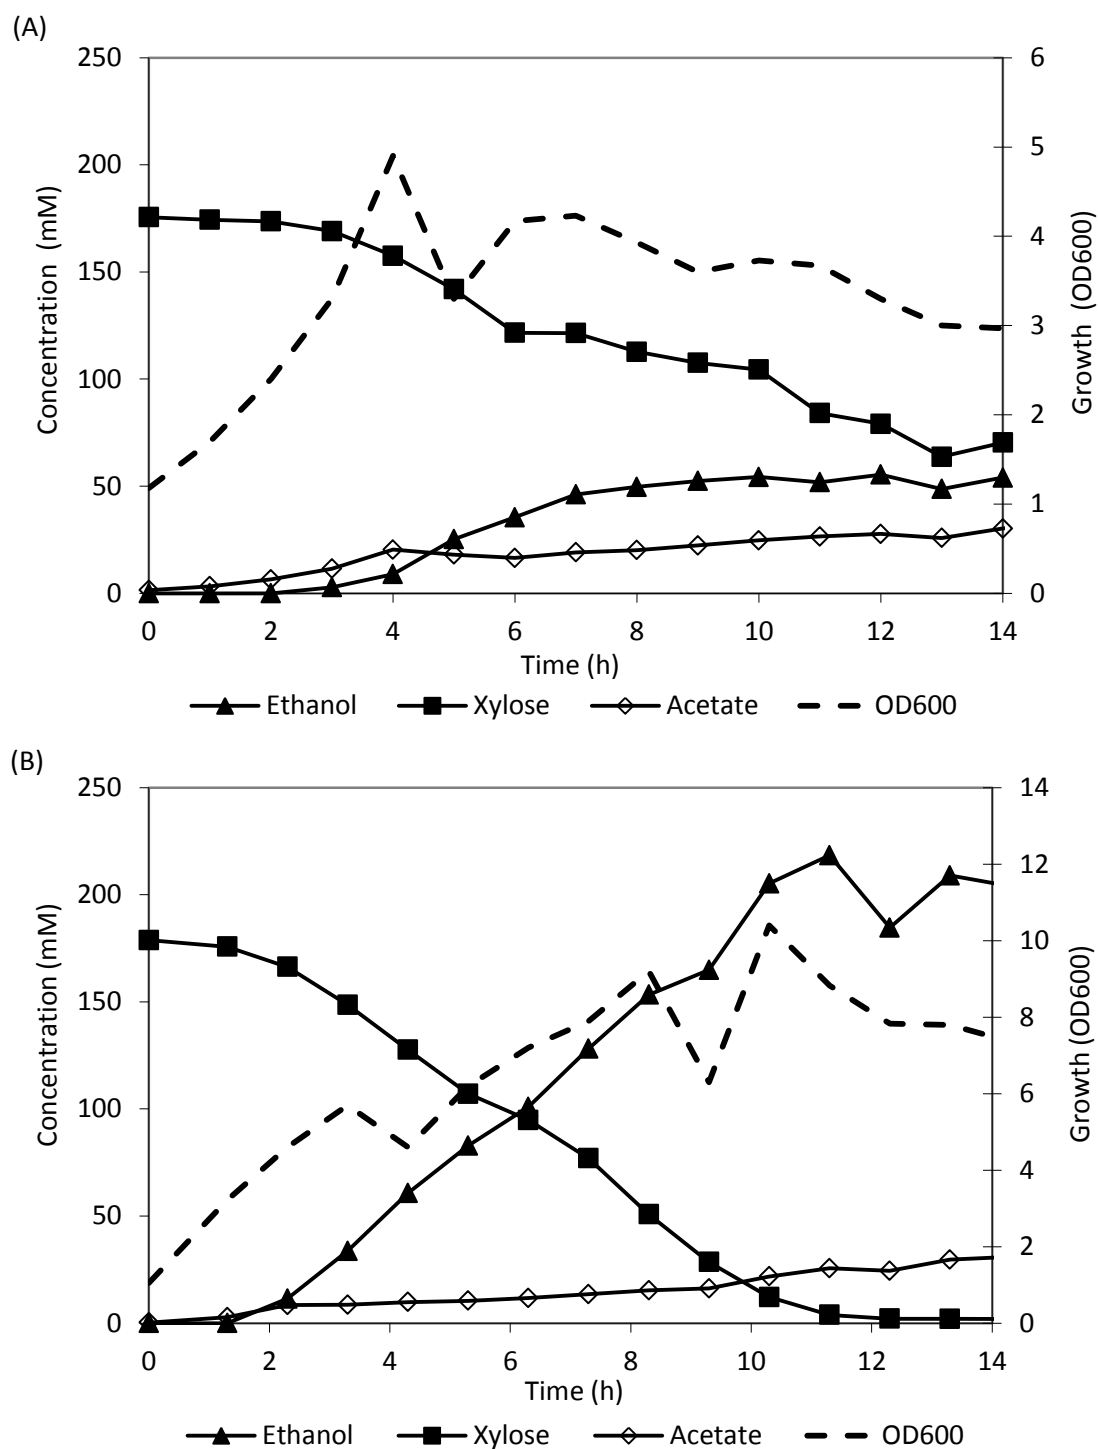 (A)
250
200
150
100
50
0
Concentration (mM)
6
5
4
3
2
1
0
Growth (OD600)
0 2 4 6 8 10 12 14
Time (h)
Ethanol Xylose Acetate OD600
(B)
250
200
150
100
50
0
Concentration (mM)
14
12
10
8
6
4
2
0
Growth (OD600)
0 2 4 6 8 10 12 14
Time (h)
Ethanol Xylose Acetate OD600